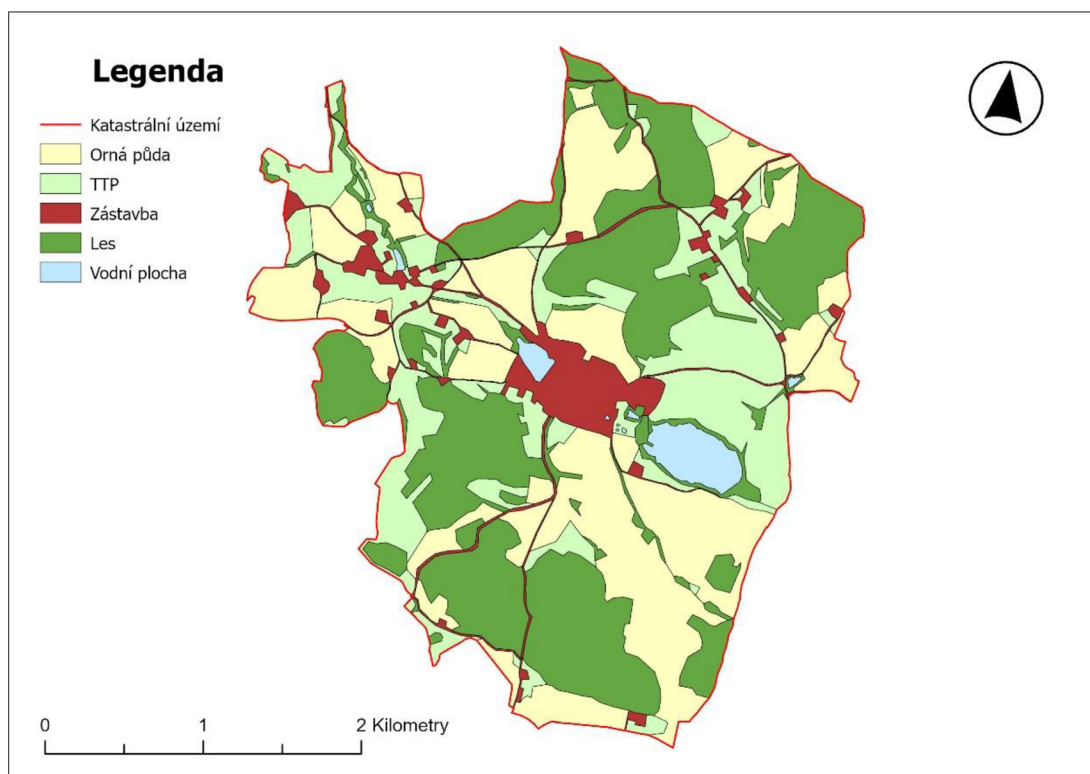 Legenda
Katastrální území
Orná půda
TTP
Zástavba
Les
Vodní plocha
0 1 2 Kilometry